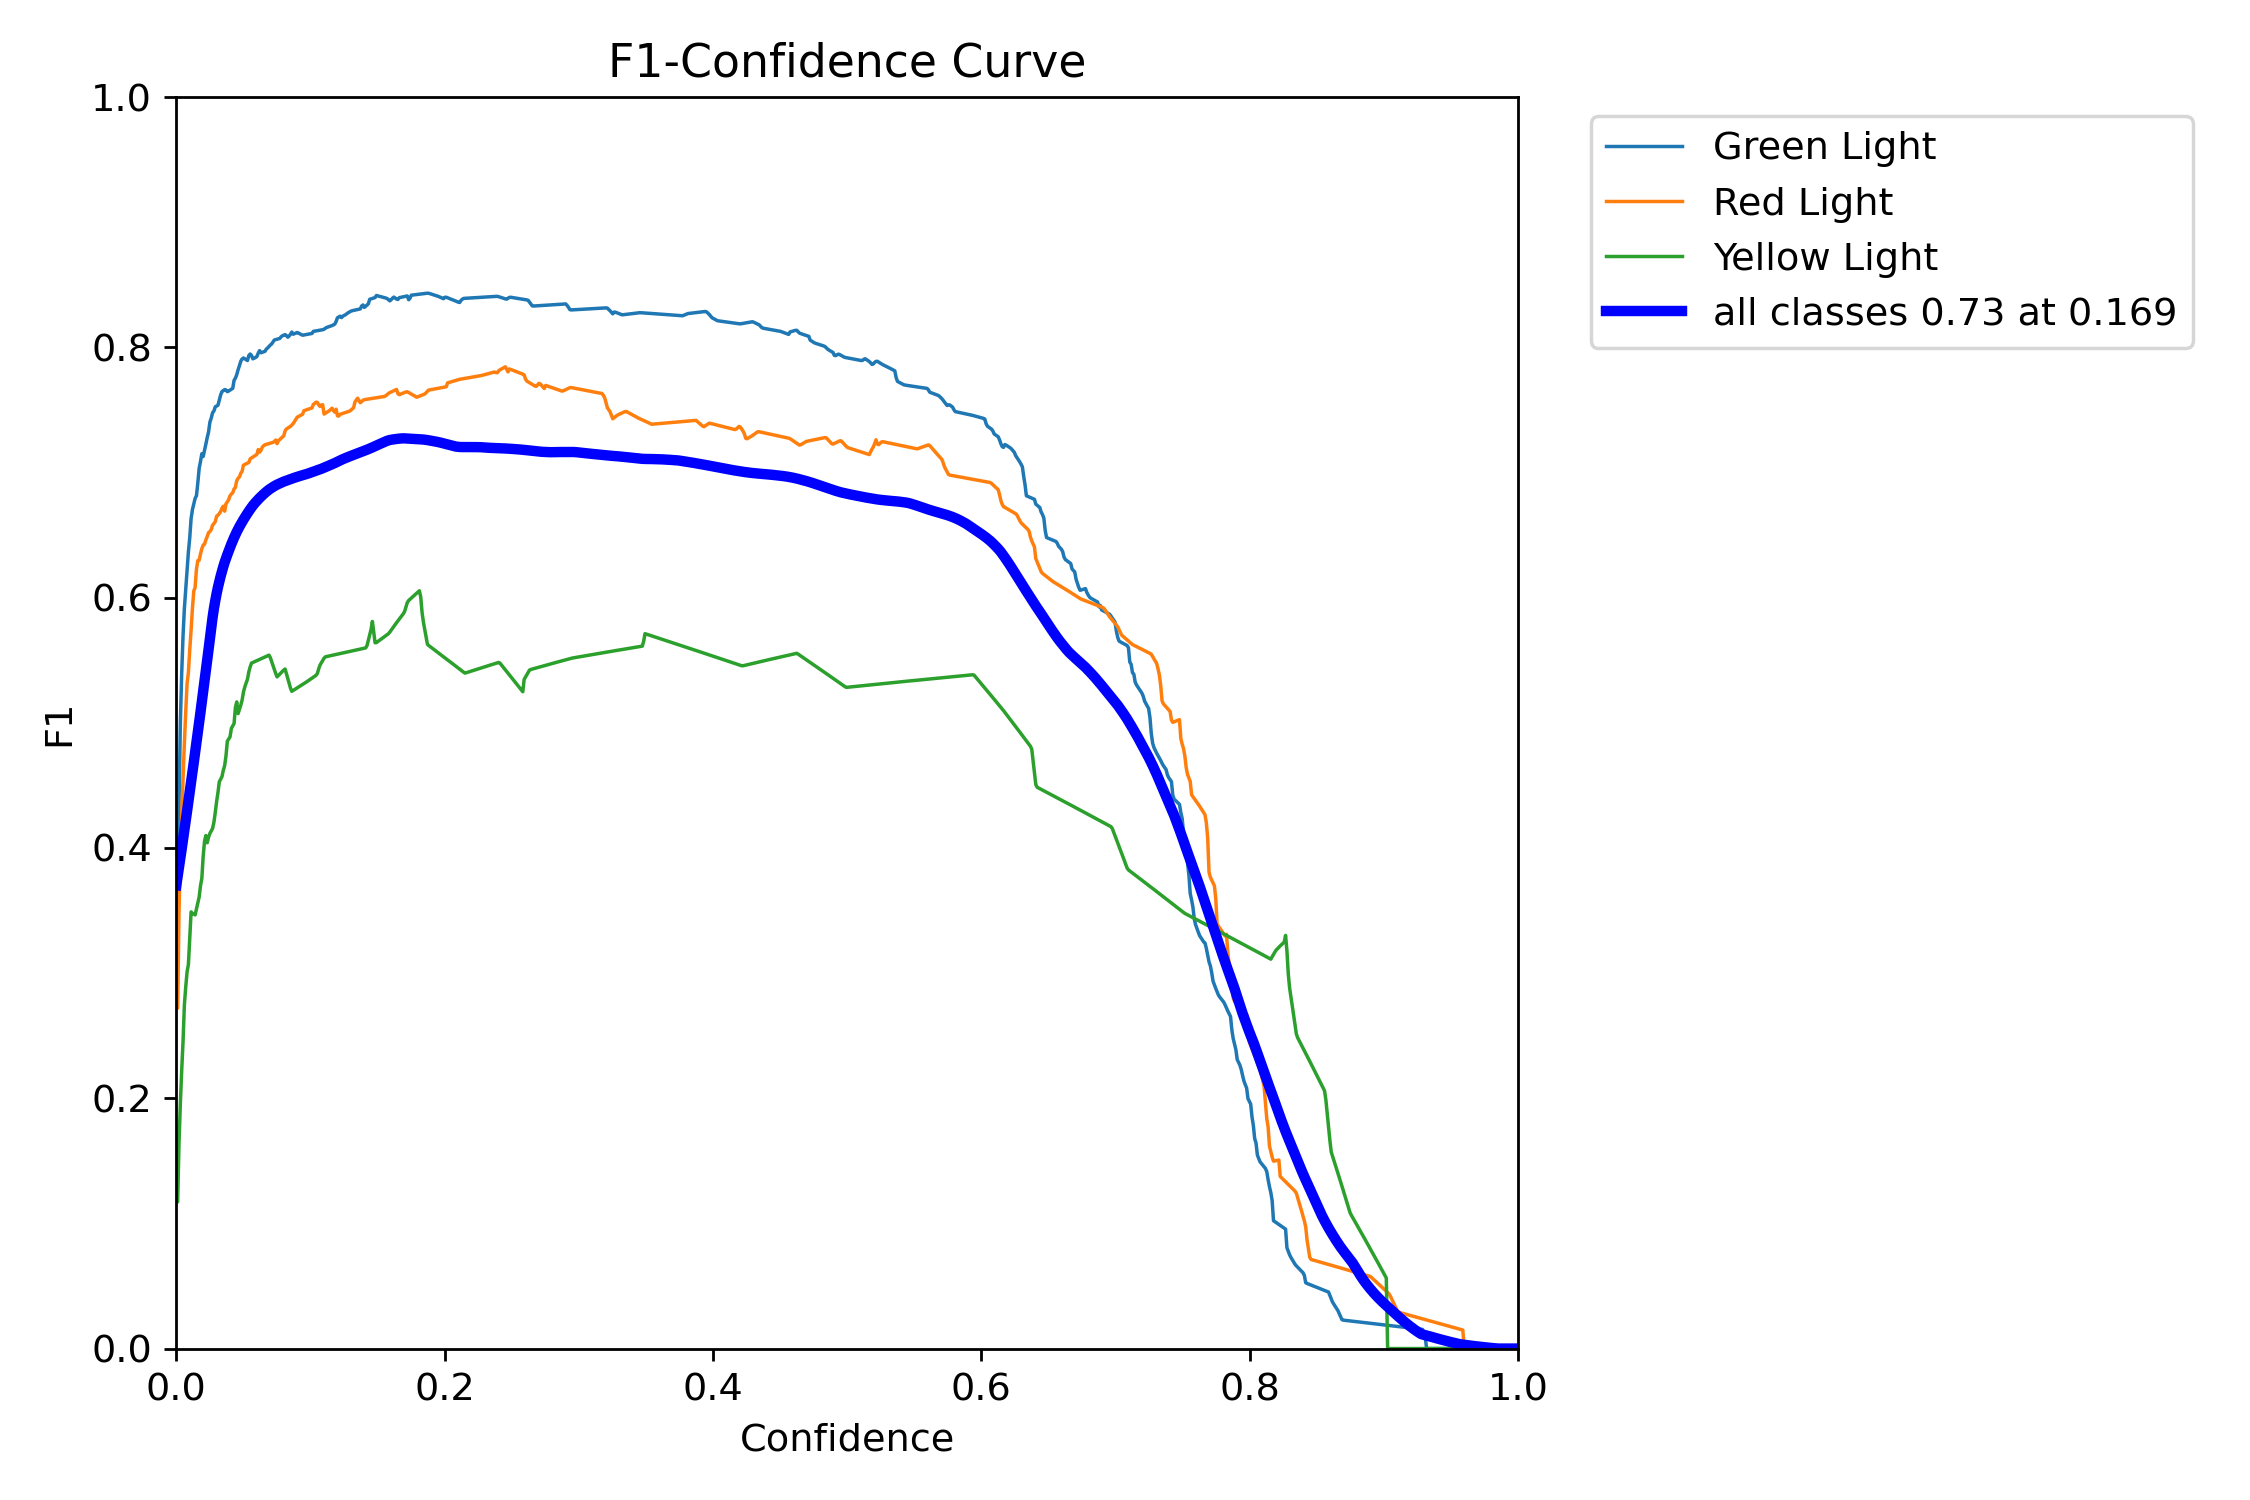 F1-Confidence Curve
1.0
0.8
0.6
0.4
0.2
0.0
F1
0.0 0.2 0.4 0.6 0.8 1.0
Confidence
Green Light
Red Light
Yellow Light
all classes 0.73 at 0.169